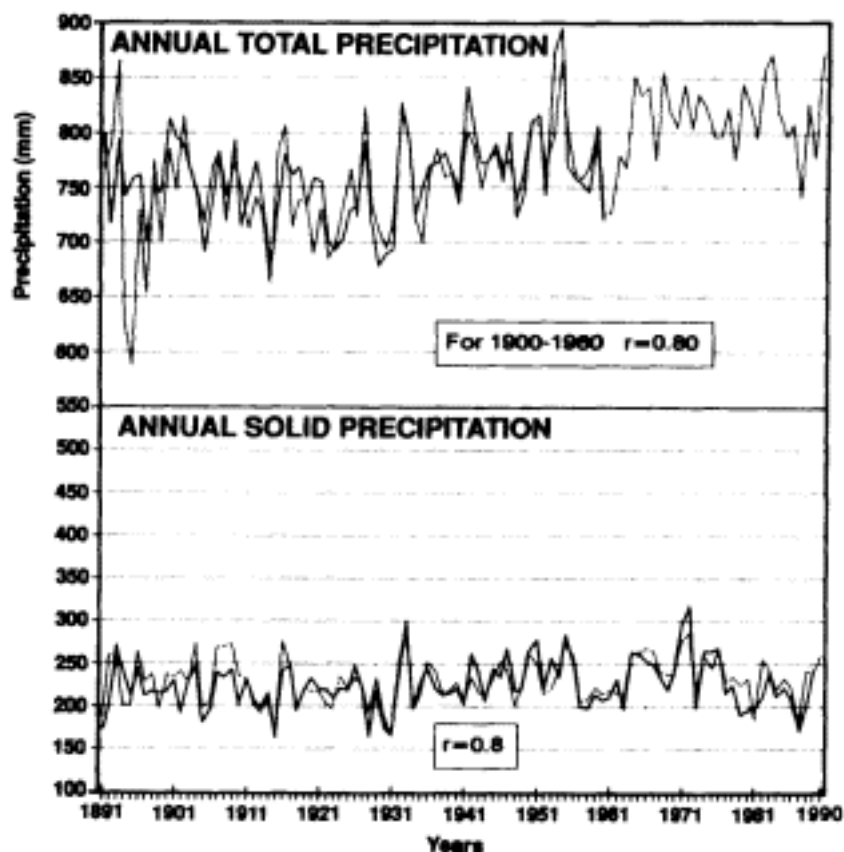 ANNUAL TOTAL PRECIPITATION
Precipitation (mm)
900
850
800
750
700
650
600
550
For 1900-1960 r=0.80
ANNUAL SOLID PRECIPITATION
500
450
400
350
300
250
200
150
100
r=0.8
1891 1901 1911 1921 1931 1941 1951 1961 1971 1981 1990
Years